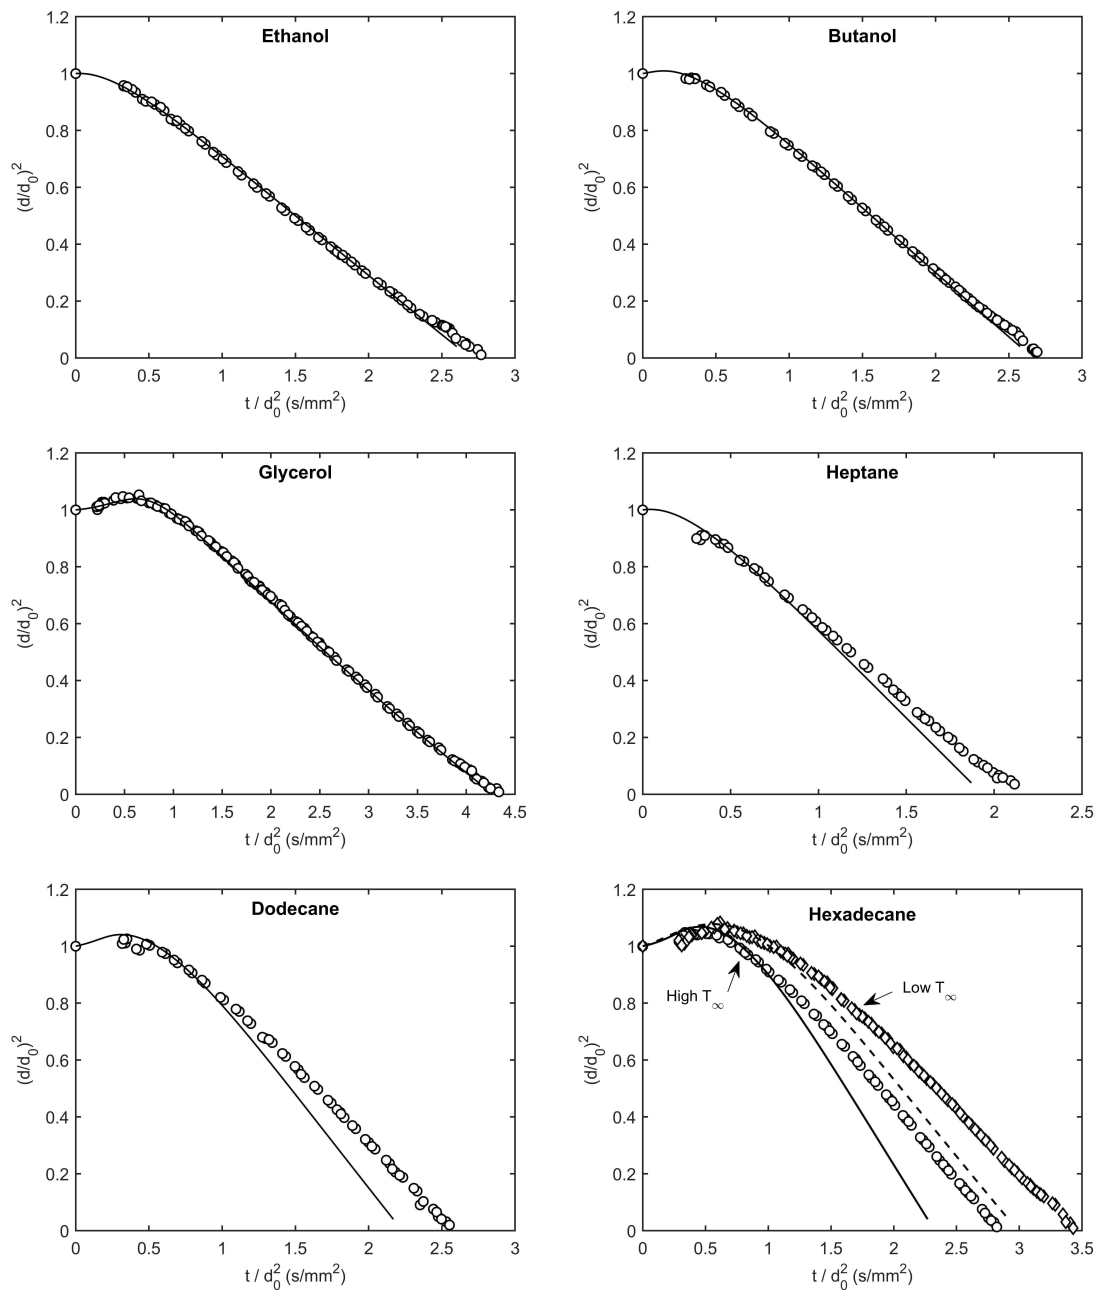 Ethanol
(d/d₀)²
1.2
1
0.8
0.6
0.4
0.2
0
0 0.5 1 1.5 2 2.5 3
t / d₀² (s/mm²)
Butanol
(d/d₀)²
1.2
1
0.8
0.6
0.4
0.2
0
0 0.5 1 1.5 2 2.5 3
t / d₀² (s/mm²)
Glycerol
(d/d₀)²
1.2
1
0.8
0.6
0.4
0.2
0
0 0.5 1 1.5 2 2.5 3 3.5 4 4.5
t / d₀² (s/mm²)
Heptane
(d/d₀)²
1.2
1
0.8
0.6
0.4
0.2
0
0 0.5 1 1.5 2 2.5
t / d₀² (s/mm²)
Dodecane
(d/d₀)²
1.2
1
0.8
0.6
0.4
0.2
0
0 0.5 1 1.5 2 2.5 3
t / d₀² (s/mm²)
Hexadecane
(d/d₀)²
1.2
1
0.8
0.6
0.4
0.2
0
High T∞
Low T∞
0 0.5 1 1.5 2 2.5 3 3.5
t / d₀² (s/mm²)